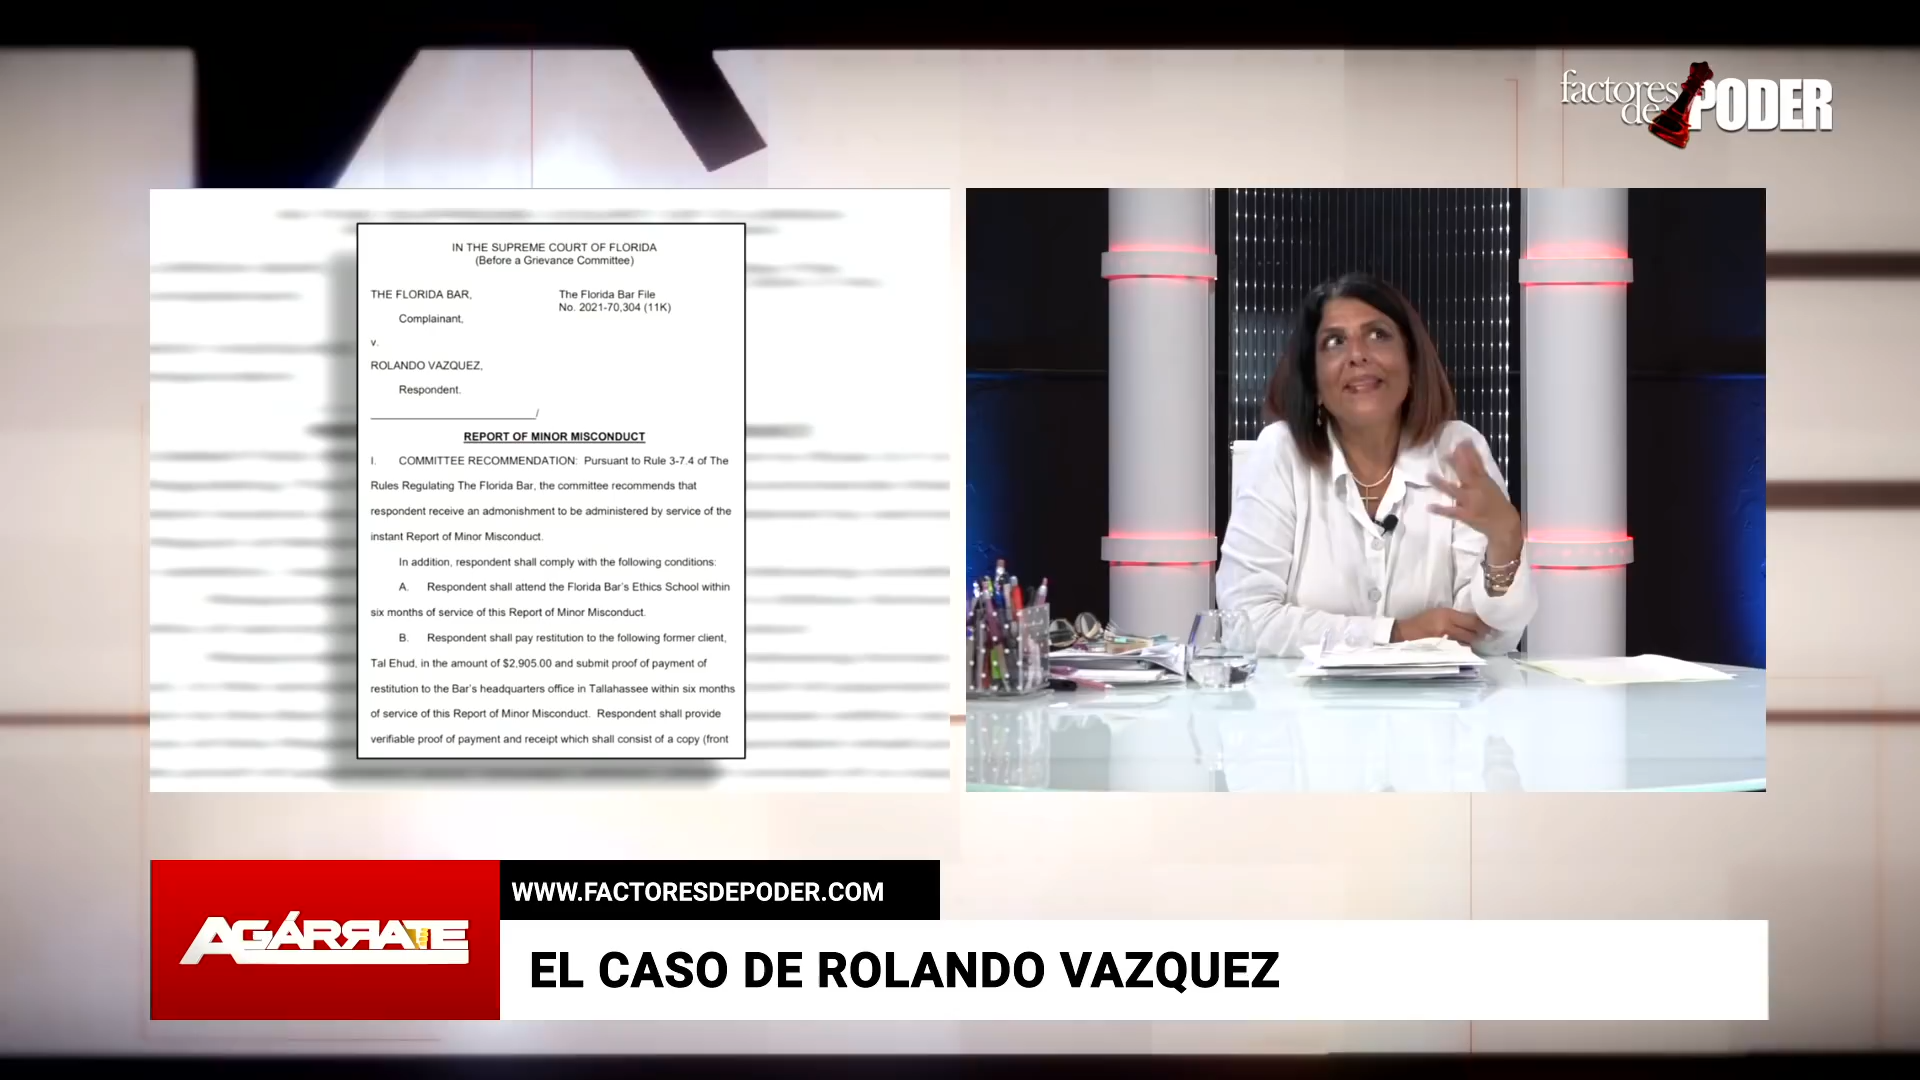 factores
de PODER
IN THE SUPREME COURT OF FLORIDA
(Before a Grievance Committee)
THE FLORIDA BAR,
The Florida Bar File
No. 2021-70,304 (11K)
Complainant,
v.
ROLANDO VAZQUEZ,
Respondent.
/
REPORT OF MINOR MISCONDUCT
I. COMMITTEE RECOMMENDATION: Pursuant to Rule 3-7.4 of The
Rules Regulating The Florida Bar, the committee recommends that
respondent receive an admonishment to be administered by service of the
instant Report of Minor Misconduct.
In addition, respondent shall comply with the following conditions:
A. Respondent shall attend the Florida Bar's Ethics School within
six months of service of this Report of Minor Misconduct.
B. Respondent shall pay restitution to the following former client,
Tal Ehud, in the amount of $2,905.00 and submit proof of payment of
restitution to the Bar's headquarters office in Tallahassee within six months
of service of this Report of Minor Misconduct. Respondent shall provide
verifiable proof of payment and receipt which shall consist of a copy (front
WWW.FACTORESDEPODER.COM
AGÁRRATE
EL CASO DE ROLANDO VAZQUEZ